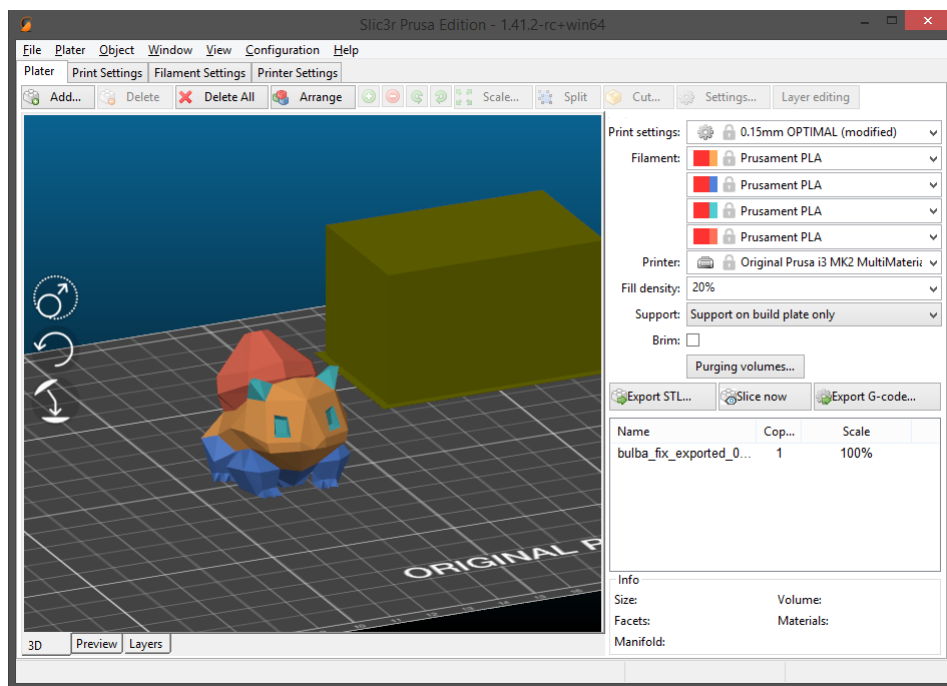 Slic3r Prusa Edition - 1.41.2-rc+win64
File Plater Object Window View Configuration Help
Plater Print Settings Filament Settings Printer Settings
Add... Delete Delete All Arrange Scale... Split Cut... Settings... Layer editing
Print settings: 0.15mm OPTIMAL (modified)
Filament: Prusament PLA
Prusament PLA
Prusament PLA
Prusament PLA
Printer: Original Prusa i3 MK2 MultiMateria
Fill density: 20%
Support: Support on build plate only
Brim:
Purging volumes...
Export STL... Slice now Export G-code...
Name Cop... Scale
bulba_fix_exported_0... 1 100%
ORIGINAL P
Info
Size: Volume:
Facets: Materials:
Manifold:
3D Preview Layers